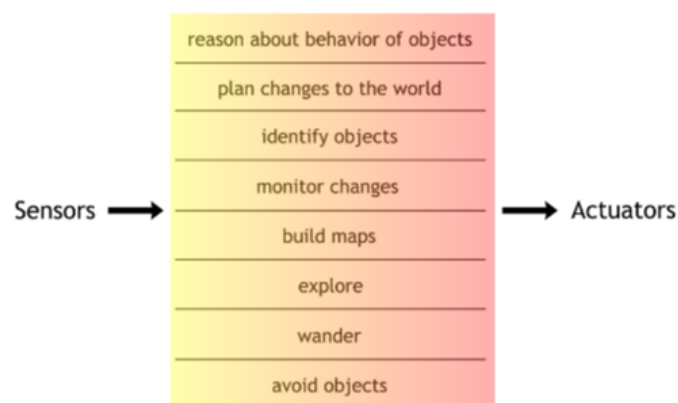 reason about behavior of objects
plan changes to the world
identify objects
monitor changes
Sensors
Actuators
build maps
explore
wander
avoid objects